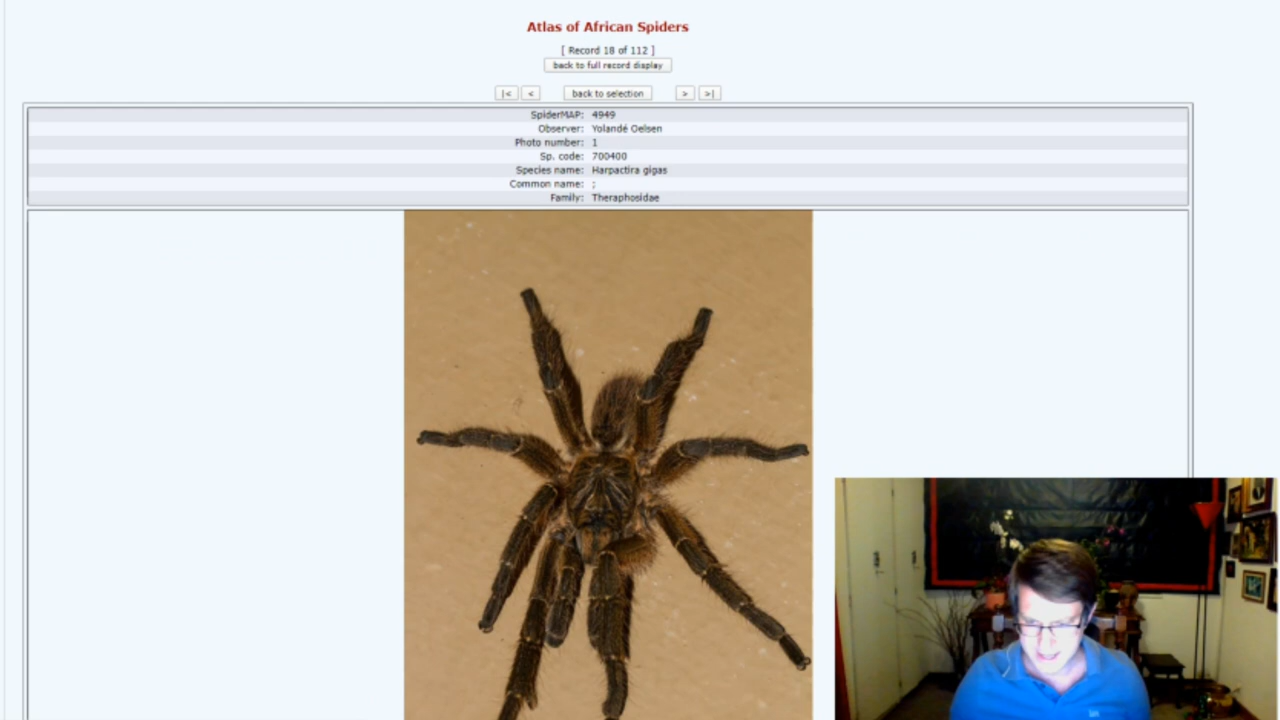 Atlas of African Spiders
[ Record 18 of 112 ]
back to full record display
|< < back to selection > >|
SpiderMAP: 4949
Observer: Yolandé Oelsen
Photo number: 1
Sp. code: 700400
Species name: Harpactira gigas
Common name: ;
Family: Theraphosidae